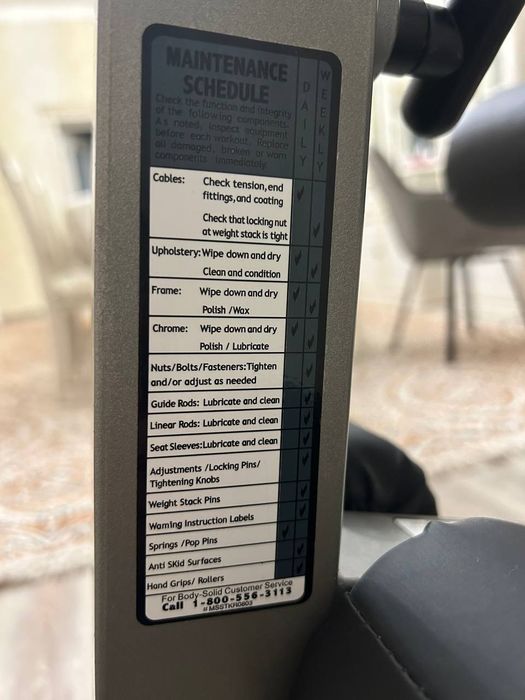 MAINTENANCE
SCHEDULE
Check the function and integrity
of the following components.
As noted, inspect equipment
before each workout. Replace
all damaged, broken or worn
components immediately.
DAILY
WEEKLY
Cables: Check tension,end
fittings,and coating
Check that locking nut
at weight stack is tight
Upholstery: Wipe down and dry
Clean and condition
Frame: Wipe down and dry
Polish /Wax
Chrome: Wipe down and dry
Polish / Lubricate
Nuts/Bolts/Fasteners:Tighten
and/or adjust as needed
Guide Rods: Lubricate and clean
Linear Rods: Lubricate and clean
Seat Sleeves:Lubricate and clean
Adjustments /Locking Pins/
Tightening Knobs
Weight Stack Pins
Warning Instruction Labels
Springs /Pop Pins
Anti SKid Surfaces
Hand Grips/ Rollers
For Body-Solid Customer Service
Call 1-800-556-3113
# MSSTKR0803